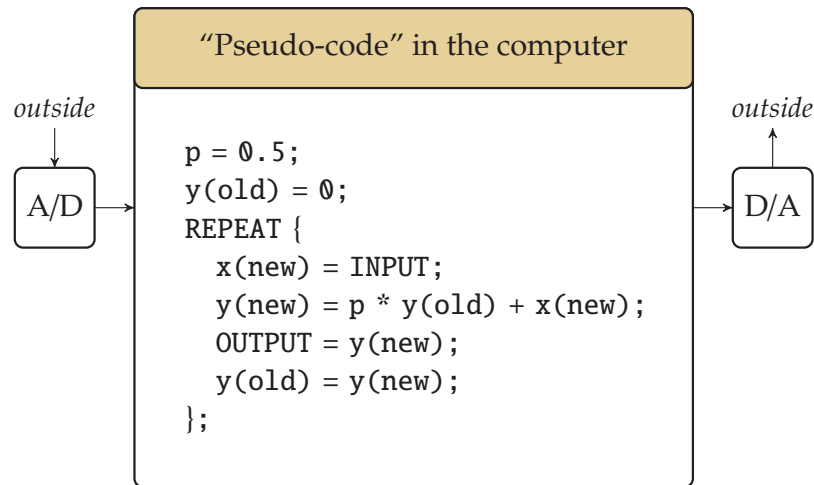 “Pseudo-code” in the computer
outside
A/D
p = 0.5;
y(old) = 0;
REPEAT {
x(new) = INPUT;
y(new) = p * y(old) + x(new);
OUTPUT = y(new);
y(old) = y(new);
};
outside
D/A